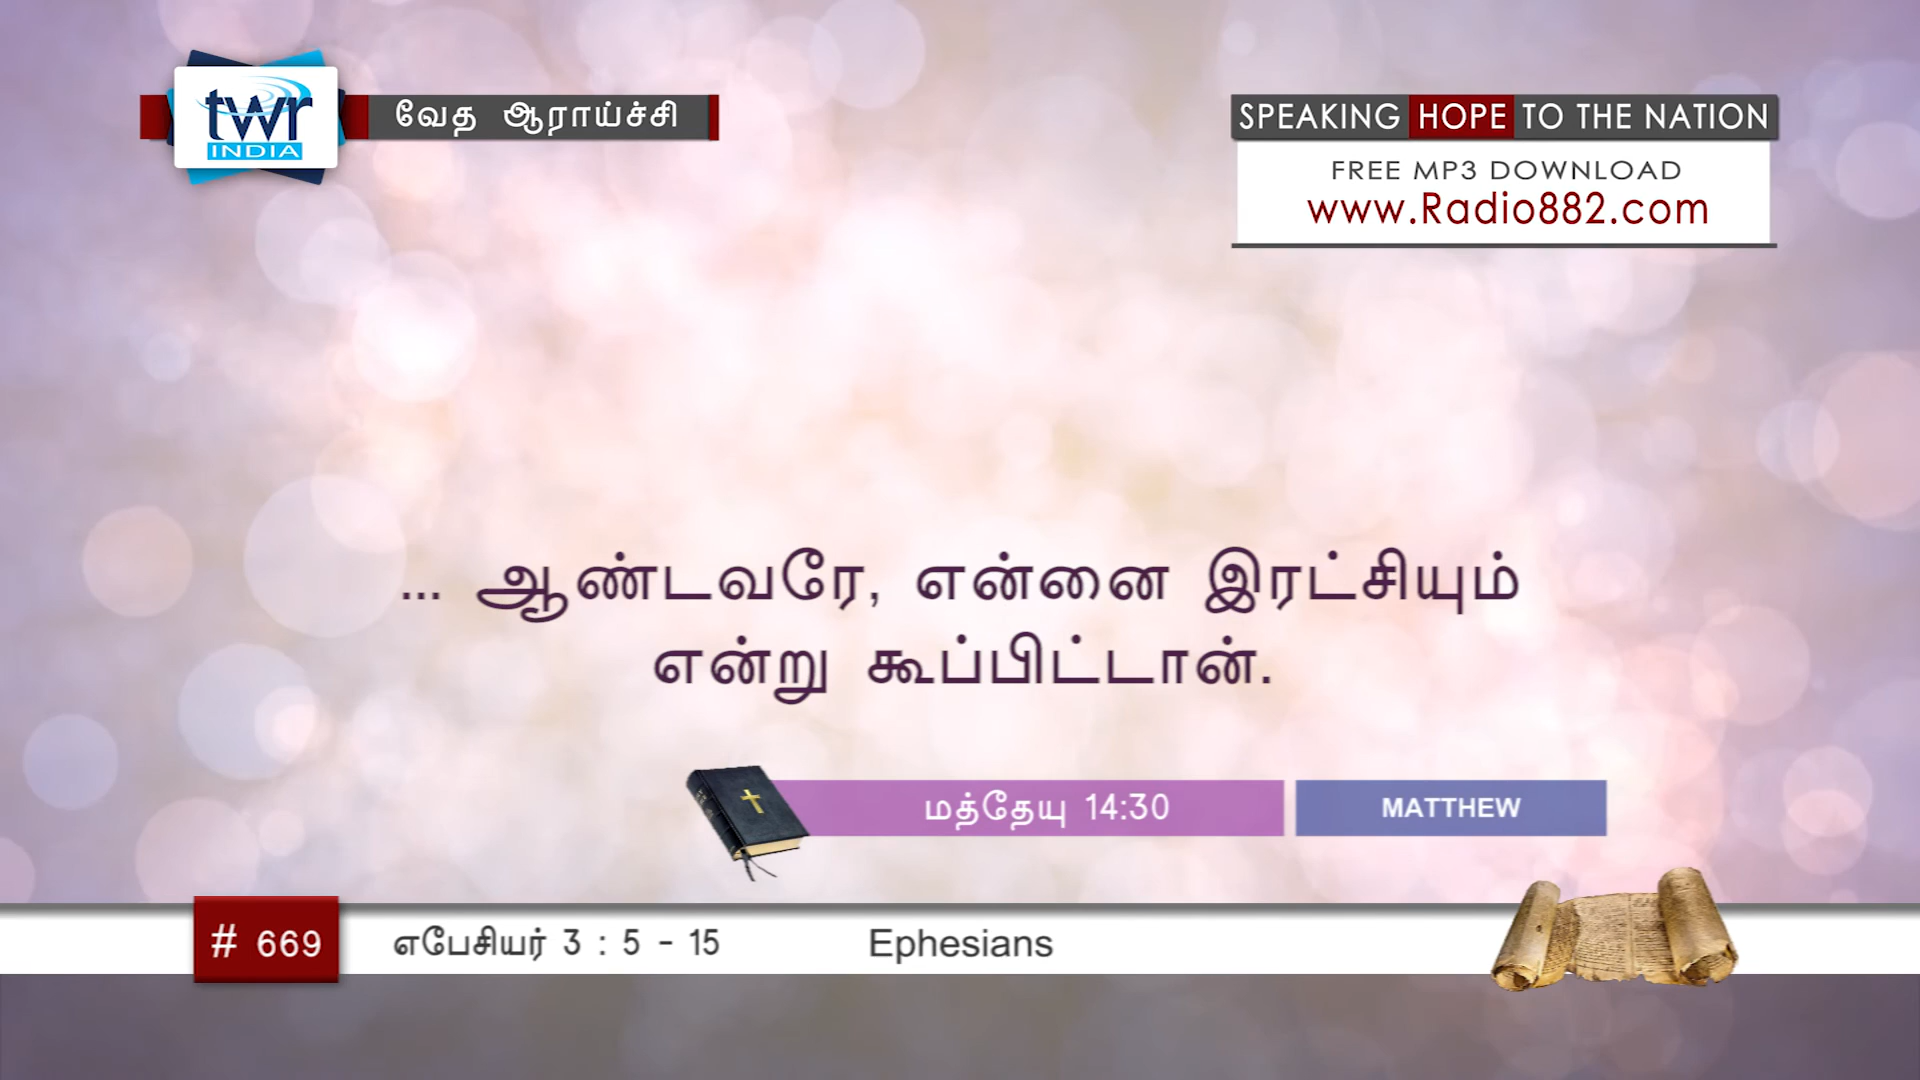 twr
INDIA
வேத ஆராய்ச்சி
SPEAKING HOPE TO THE NATION
FREE MP3 DOWNLOAD
www.Radio882.com
... ஆண்டவரே, என்னை இரட்சியும்
என்று கூப்பிட்டான்.
மத்தேயு 14:30
MATTHEW
# 669
எபேசியர் 3 : 5 - 15
Ephesians